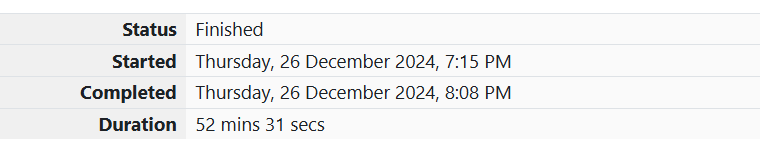 Status Finished
Started Thursday, 26 December 2024, 7:15 PM
Completed Thursday, 26 December 2024, 8:08 PM
Duration 52 mins 31 secs